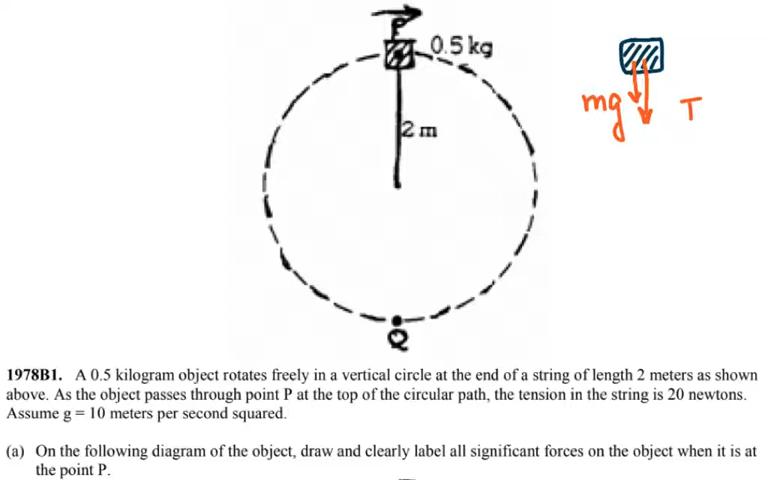 P
0.5 kg
2 m
mg T
Q
1978B1. A 0.5 kilogram object rotates freely in a vertical circle at the end of a string of length 2 meters as shown
above. As the object passes through point P at the top of the circular path, the tension in the string is 20 newtons.
Assume g = 10 meters per second squared.
(a) On the following diagram of the object, draw and clearly label all significant forces on the object when it is at
the point P.